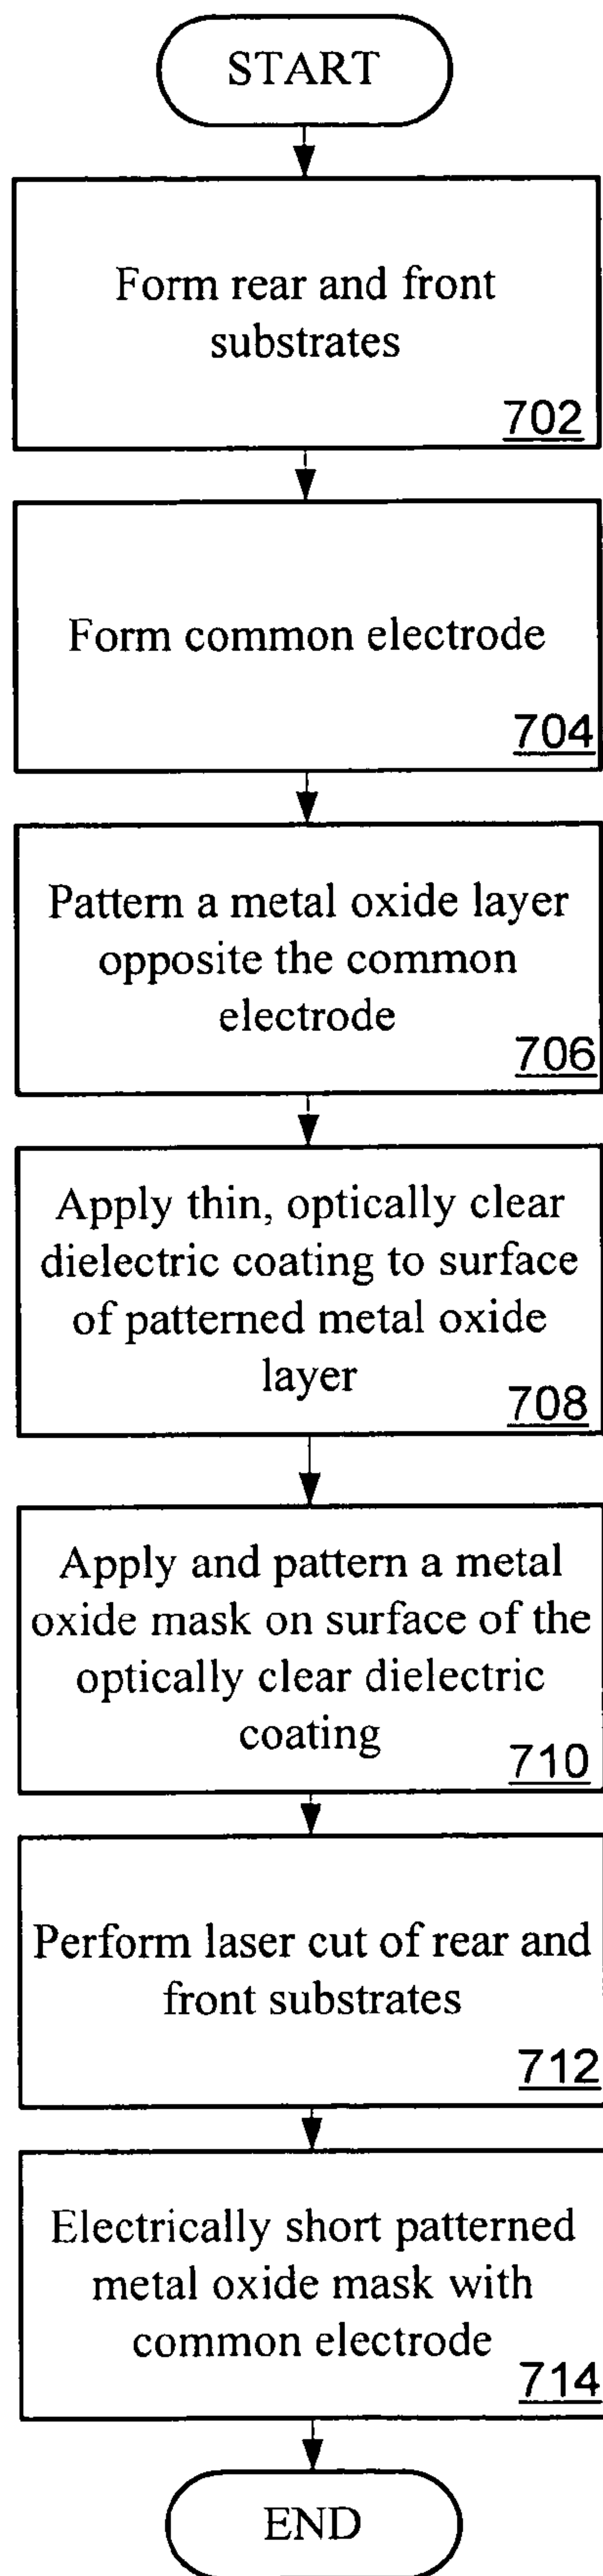 START
Form rear and front
substrates
702
Form common electrode
704
Pattern a metal oxide layer
opposite the common
electrode
706
Apply thin, optically clear
dielectric coating to surface
of patterned metal oxide
layer
708
Apply and pattern a metal
oxide mask on surface of the
optically clear dielectric
coating
710
Perform laser cut of rear and
front substrates
712
Electrically short patterned
metal oxide mask with
common electrode
714
END